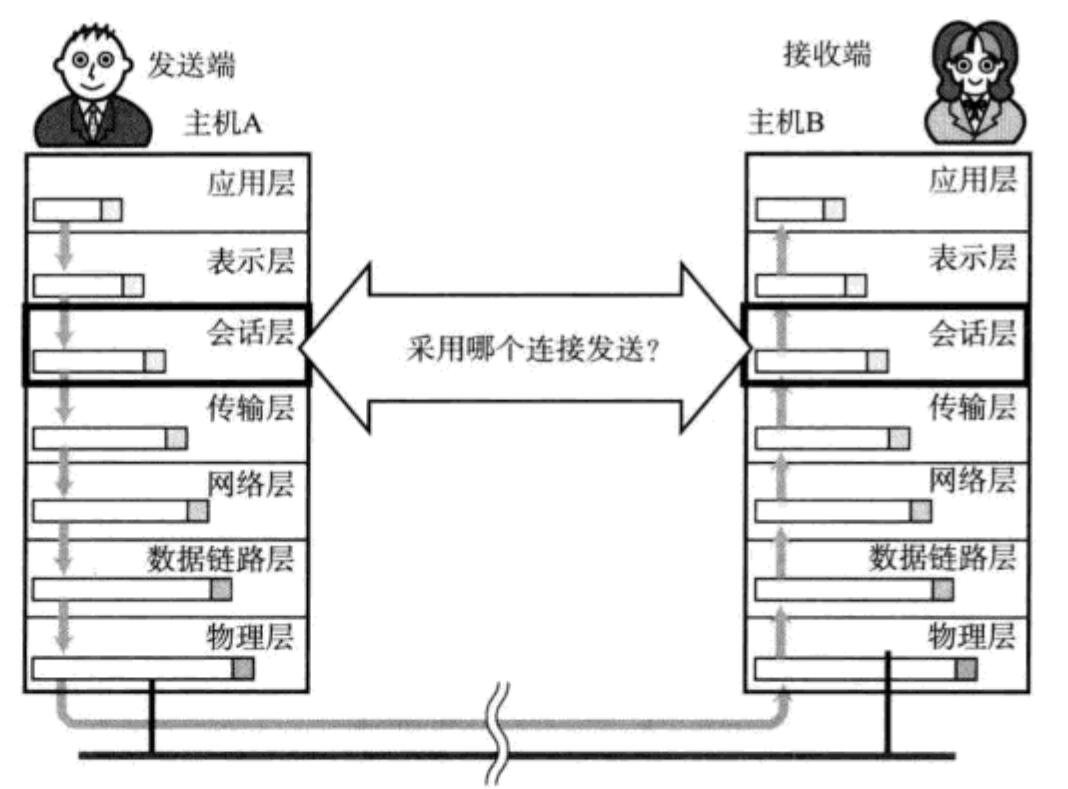 发送端
主机A
接收端
主机B
应用层
表示层
会话层
传输层
网络层
数据链路层
物理层
采用哪个连接发送?
应用层
表示层
会话层
传输层
网络层
数据链路层
物理层